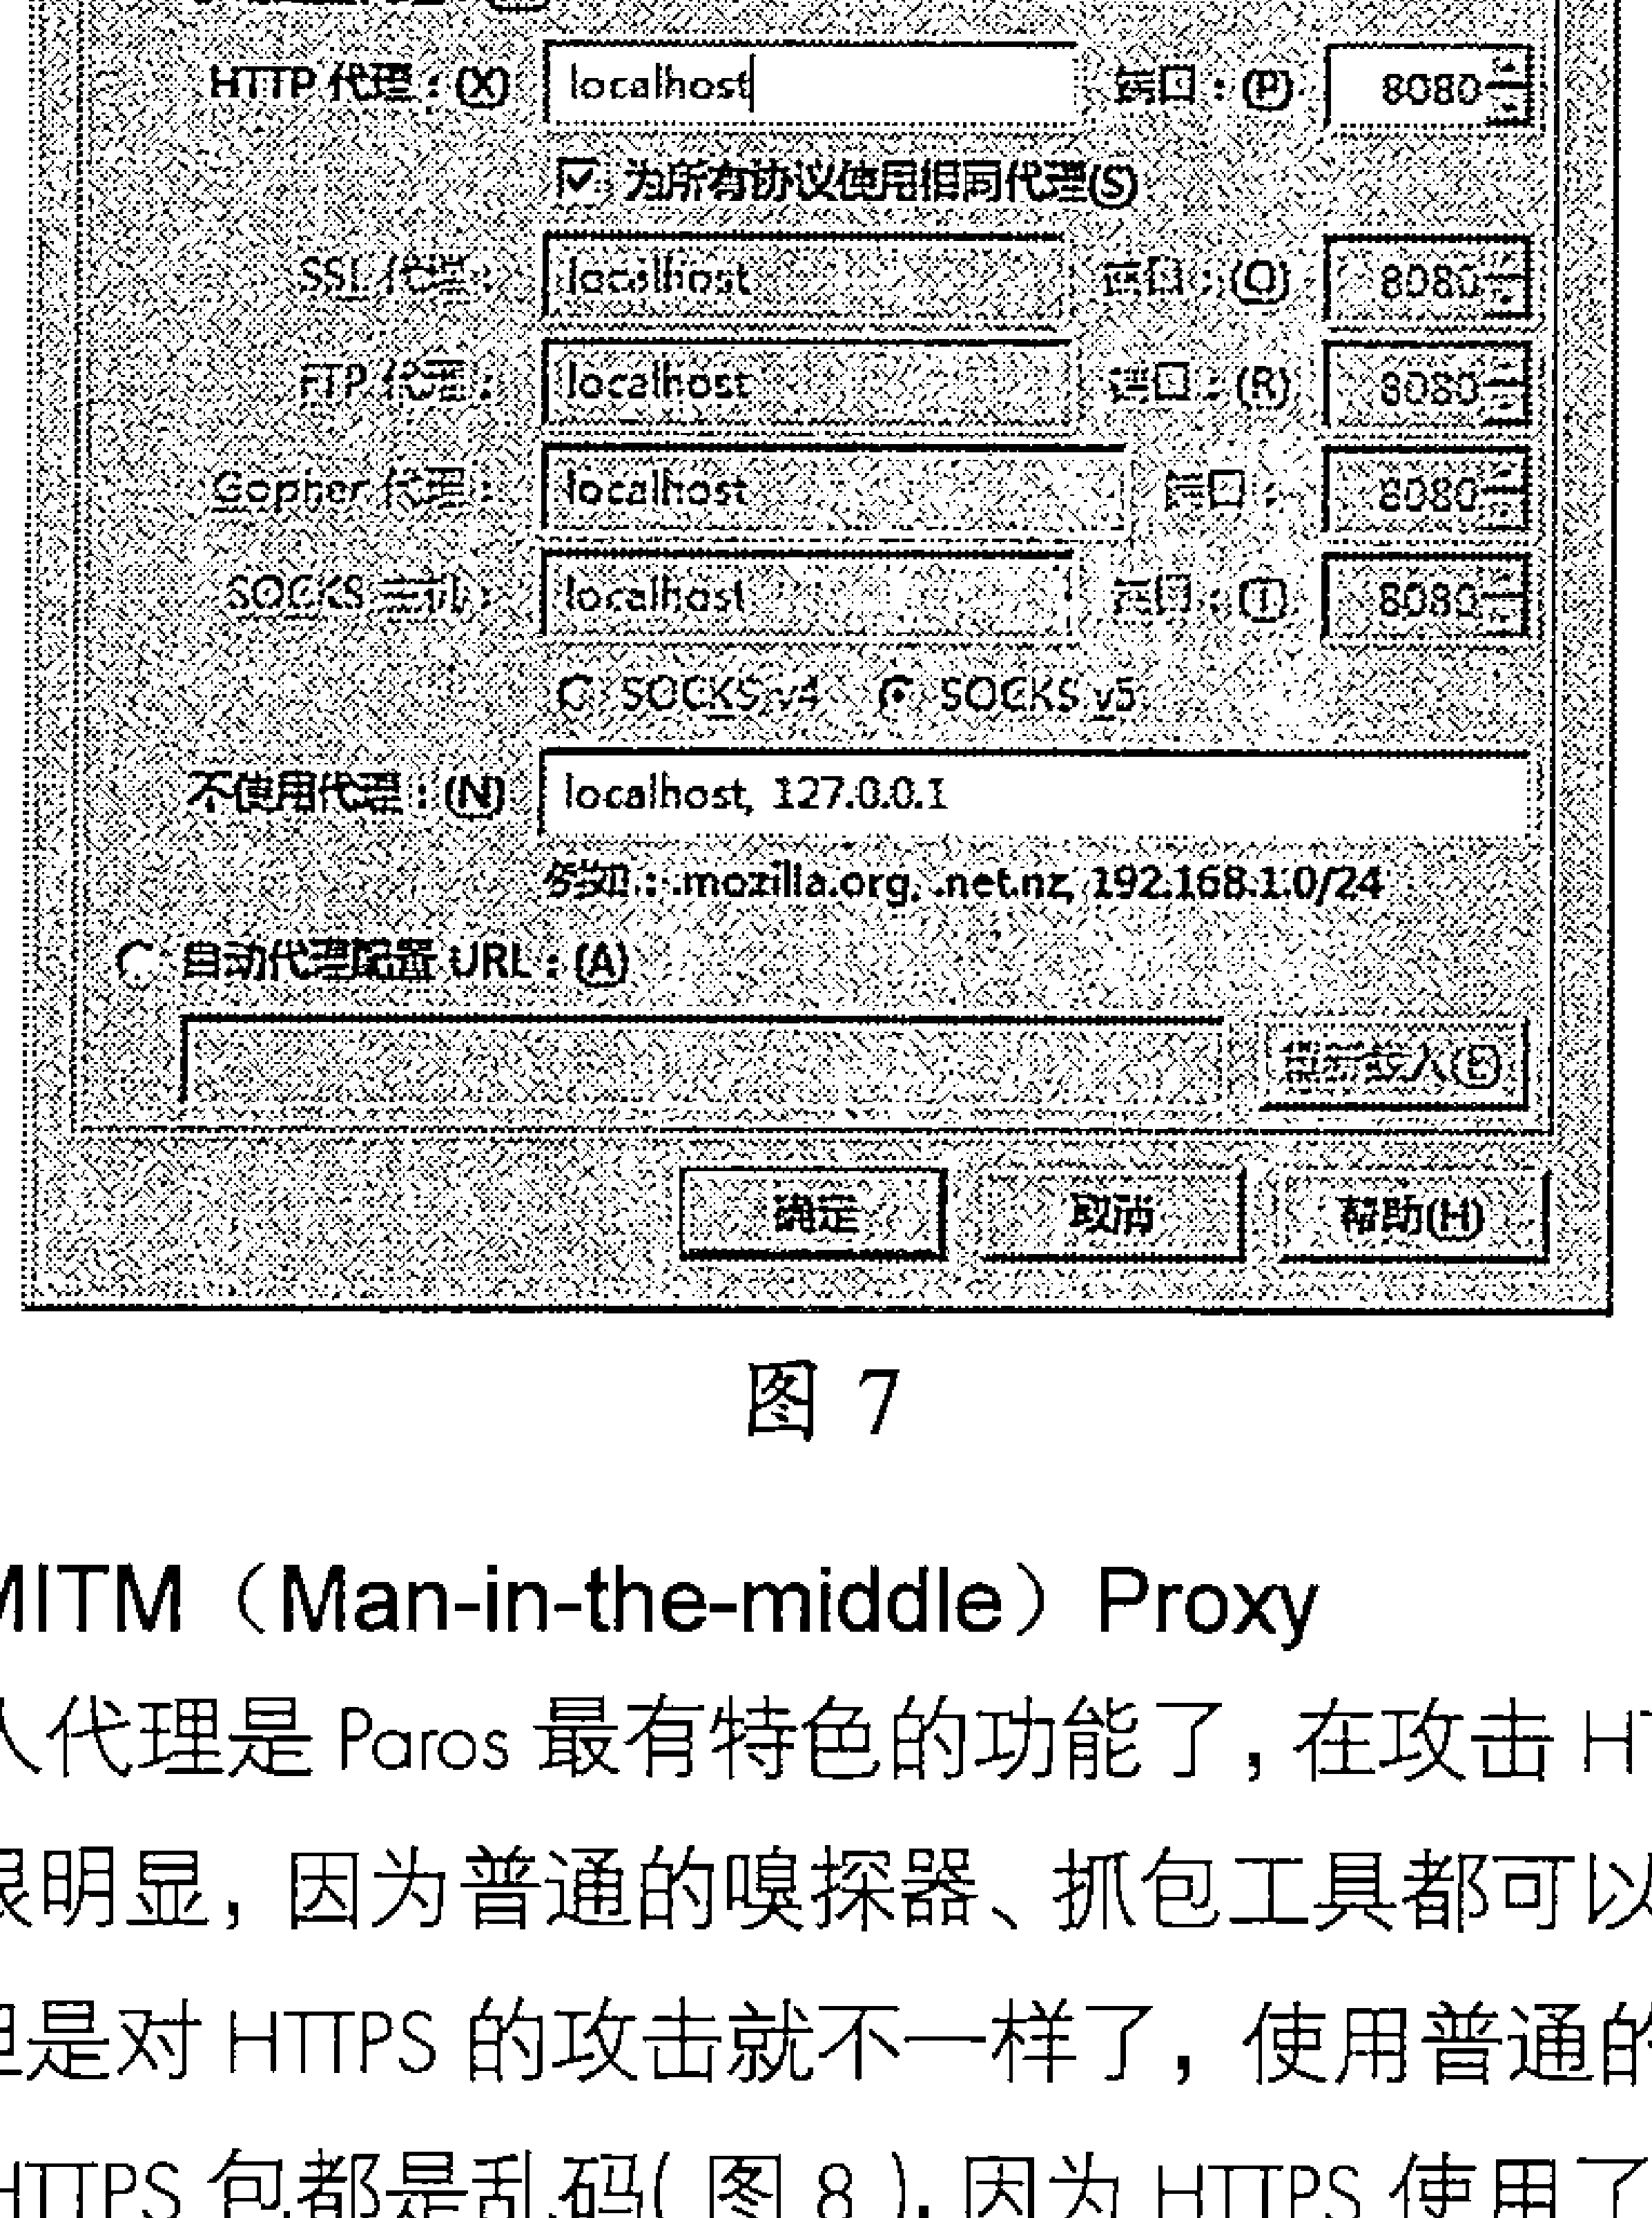 HTTP 代理：(X) localhost 端口：(P) 8080
为所有协议使用相同代理(S)
SSL 代理： localhost 端口：(O) 8080
FTP 代理： localhost 端口：(R) 8080
Gopher 代理： localhost 端口： 8080
SOCKS 主机： localhost 端口：(T) 8080
SOCKS v4 SOCKS v5
不使用代理：(N) localhost, 127.0.0.1
例如：.mozilla.org, .net.nz, 192.168.1.0/24
自动代理配置 URL：(A)
重新载入(E)
确定 取消 帮助(H)
图 7
MITM（Man-in-the-middle）Proxy
人代理是 Paros 最有特色的功能了，在攻击 HT
很明显，因为普通的嗅探器、抓包工具都可以
但是对 HTTPS 的攻击就不一样了，使用普通的
HTTPS 包都是乱码(图 8)，因为 HTTPS 使用了